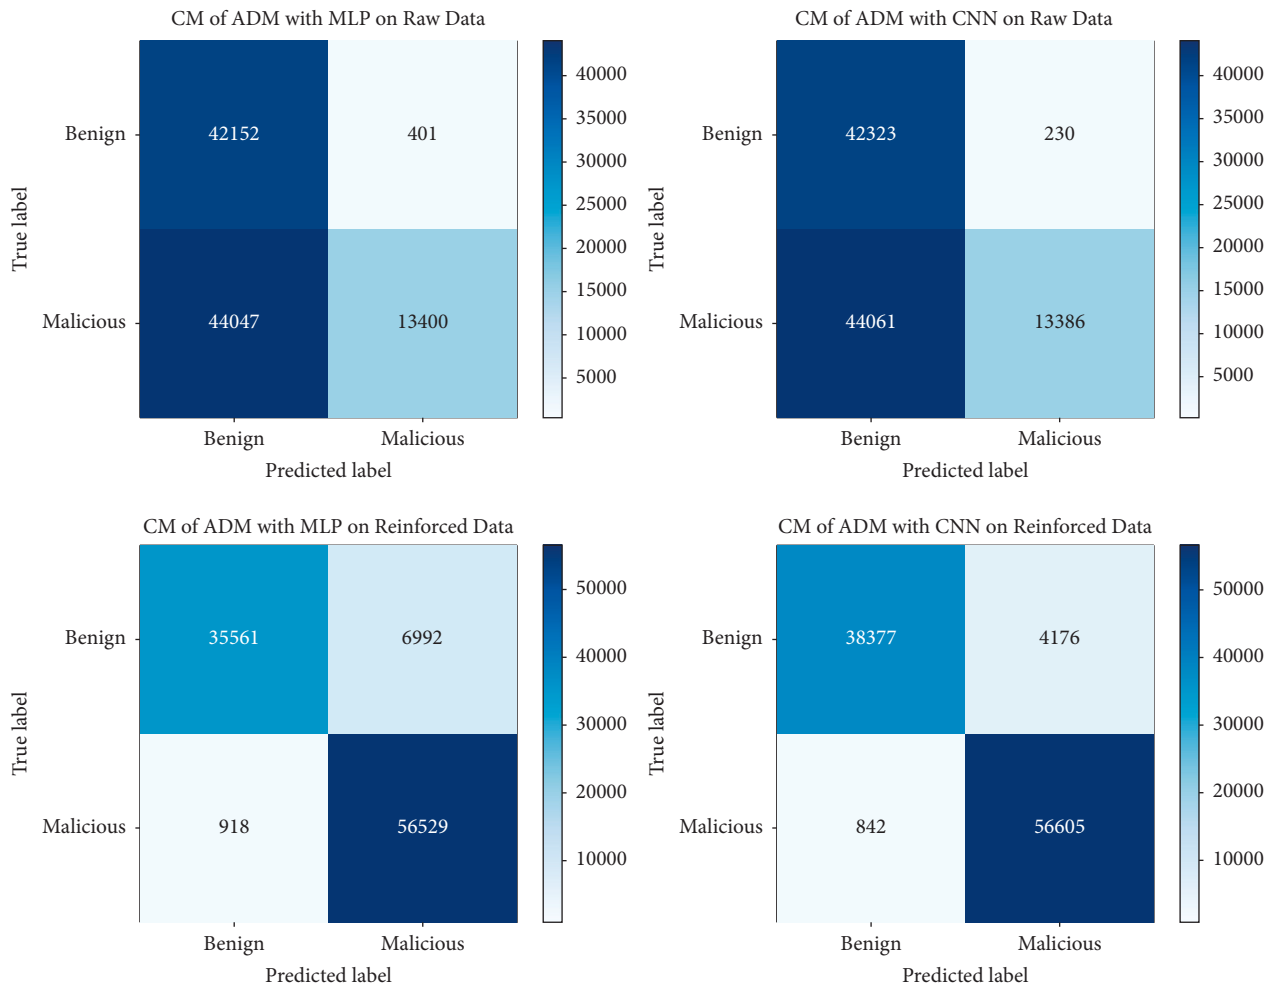 CM of ADM with MLP on Raw Data
True label
Benign
Malicious
42152
401
44047
13400
Benign
Malicious
Predicted label
40000
35000
30000
25000
20000
15000
10000
5000
CM of ADM with CNN on Raw Data
True label
Benign
Malicious
42323
230
44061
13386
Benign
Malicious
Predicted label
40000
35000
30000
25000
20000
15000
10000
5000
CM of ADM with MLP on Reinforced Data
True label
Benign
Malicious
35561
6992
918
56529
Benign
Malicious
Predicted label
50000
40000
30000
20000
10000
CM of ADM with CNN on Reinforced Data
True label
Benign
Malicious
38377
4176
842
56605
Benign
Malicious
Predicted label
50000
40000
30000
20000
10000